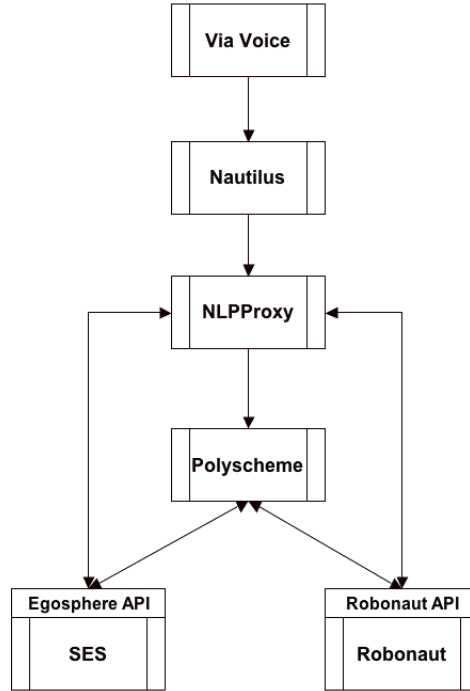 Via Voice
Nautilus
NLPProxy
Polyscheme
Egosphere API
Robonaut API
SES
Robonaut